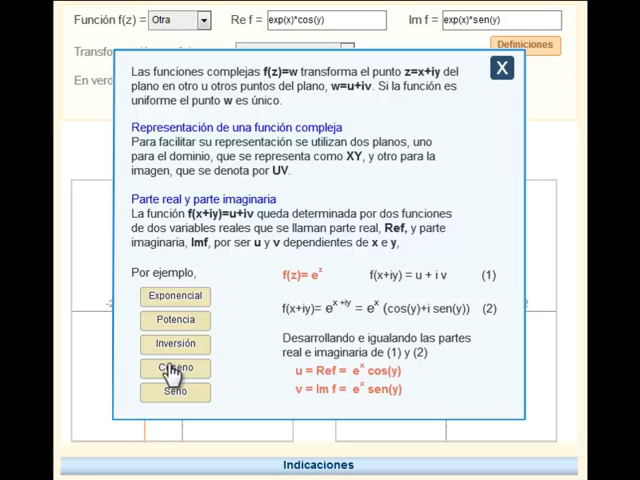 Función f(z) = Otra Re f = exp(x)*cos(y) Im f = exp(x)*sen(y)
Definiciones
En verd
X
Las funciones complejas f(z)=w transforma el punto z=x+iy del
plano en otro u otros puntos del plano, w=u+iv. Si la función es
uniforme el punto w es único.
Representación de una función compleja
Para facilitar su representación se utilizan dos planos, uno
para el dominio, que se representa como XY, y otro para la
imagen, que se denota por UV.
Parte real y parte imaginaria
La función f(x+iy)=u+iv queda determinada por dos funciones
de dos variables reales que se llaman parte real, Ref, y parte
imaginaria, Imf, por ser u y v dependientes de x e y,
Por ejemplo,
Exponencial
Potencia
Inversión
Coseno
Seno
f(z)= e^z f(x+iy) = u + i v (1)
f(x+iy)= e^x+iy = e^x (cos(y)+i sen(y)) (2)
Desarrollando e igualando las partes
real e imaginaria de (1) y (2)
u = Ref = e^x cos(y)
v = Im f = e^x sen(y)
Indicaciones